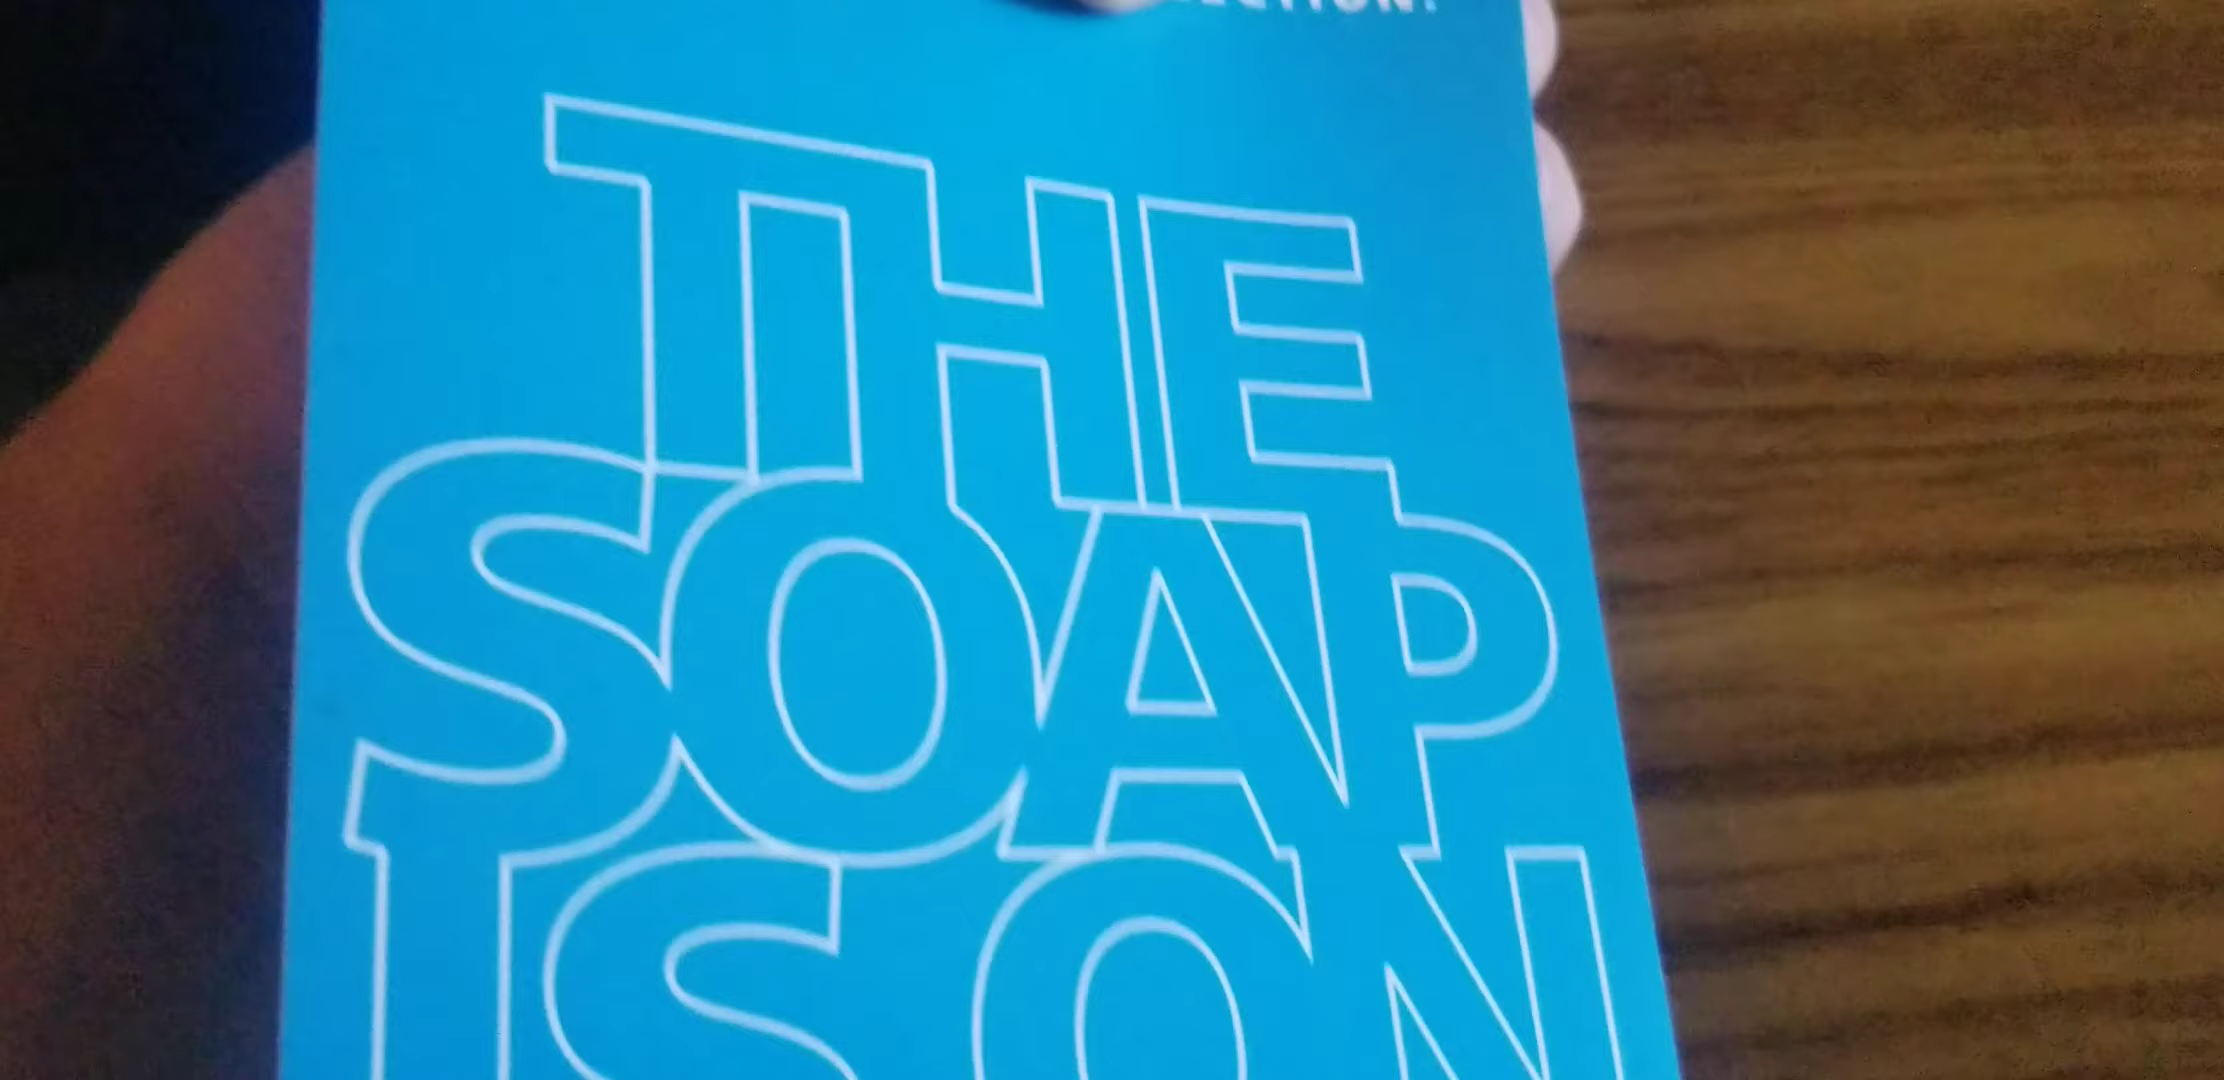 THE
SOAP
IS ON